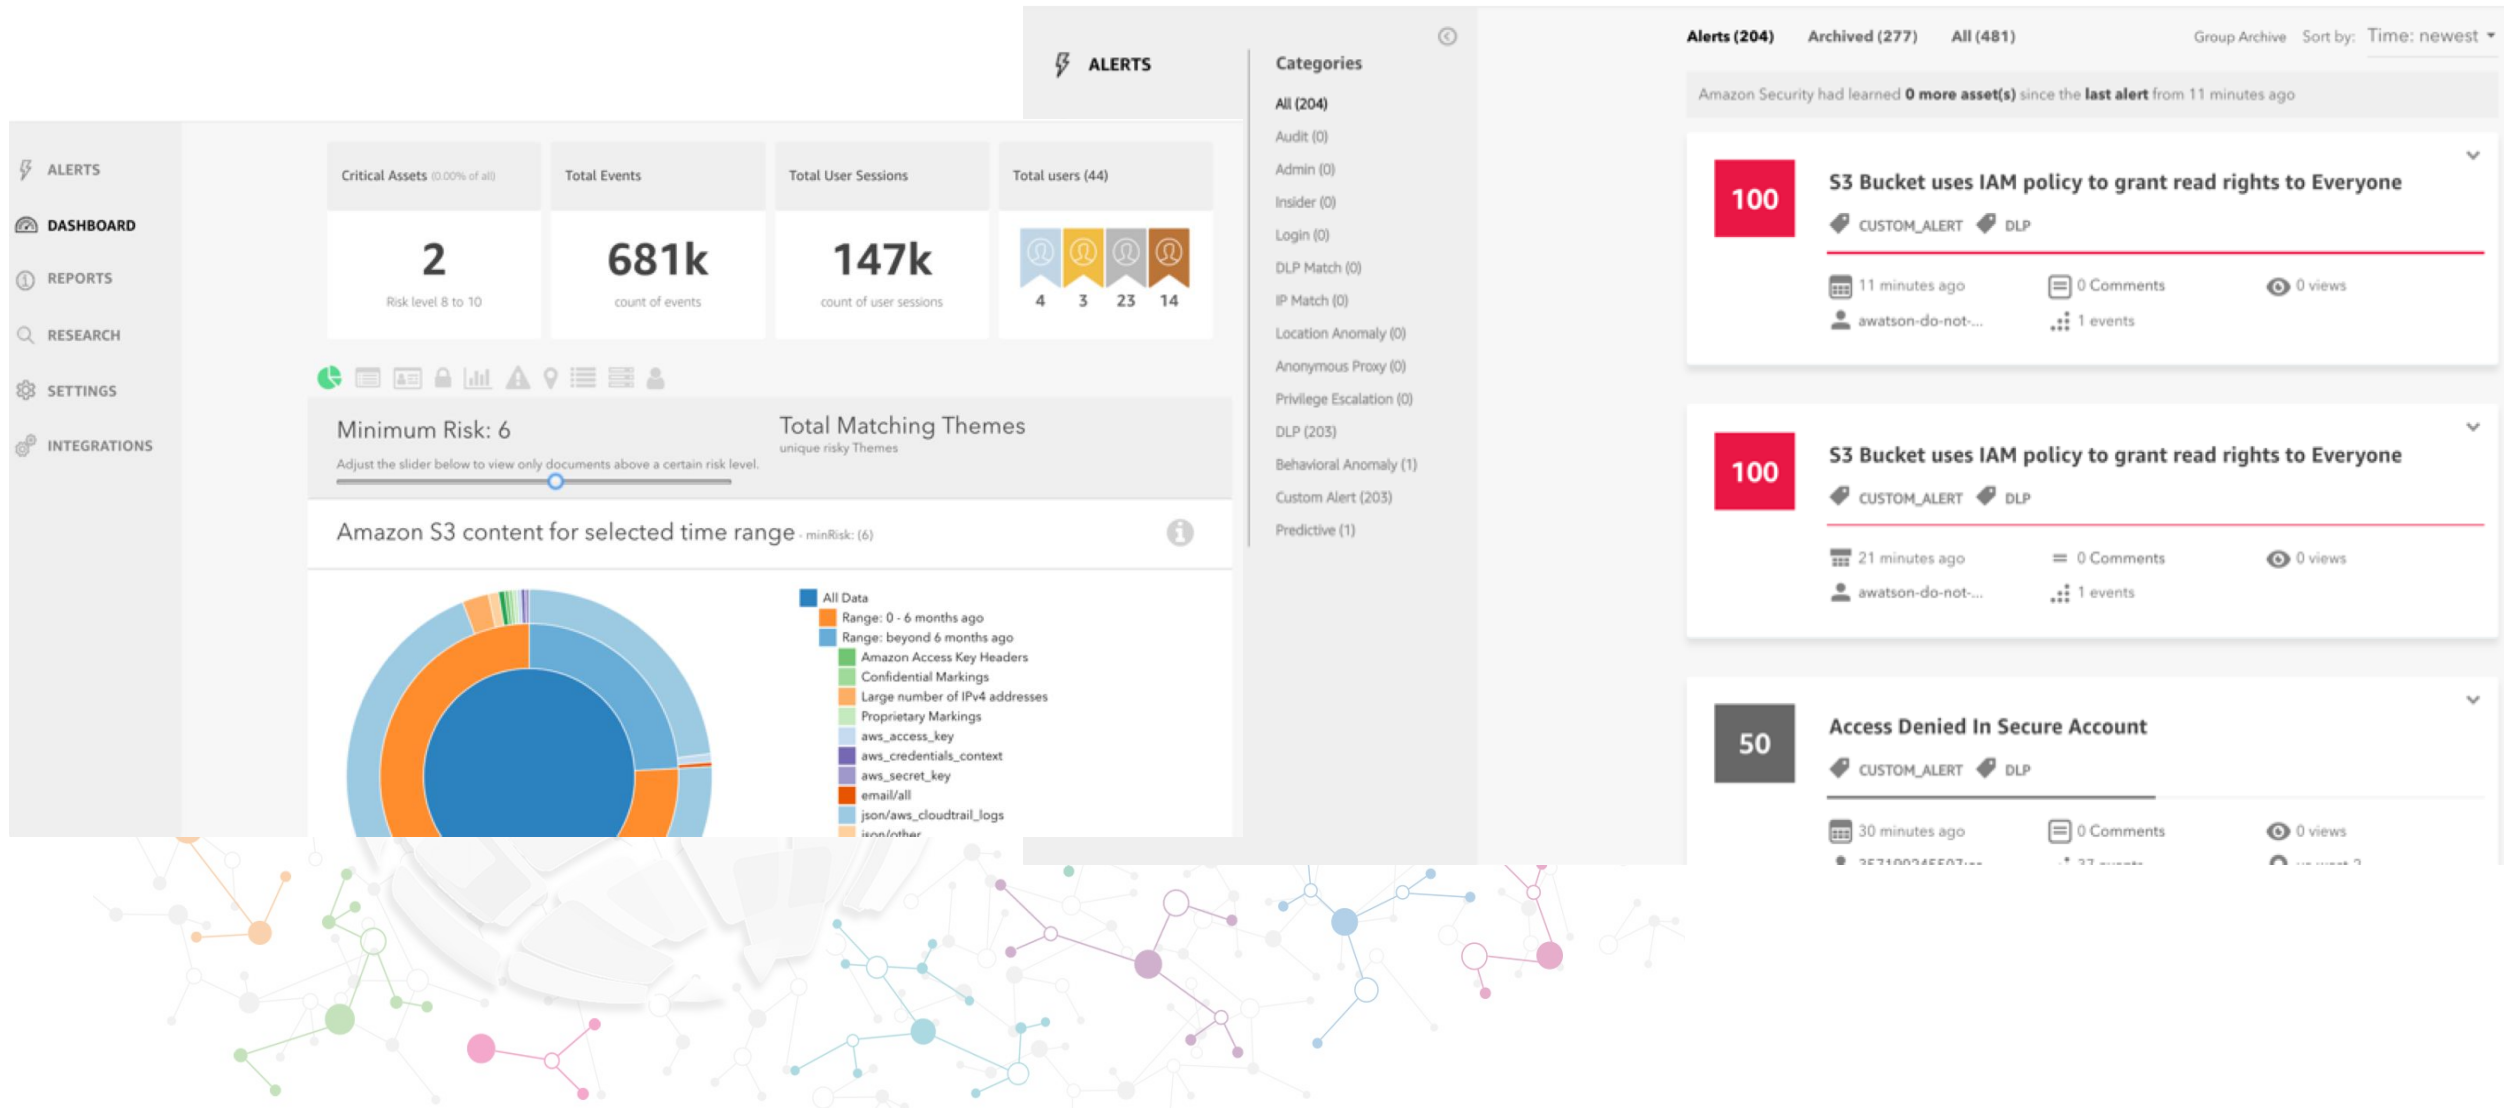 ALERTS
DASHBOARD
REPORTS
RESEARCH
SETTINGS
INTEGRATIONS
Critical Assets (0.00% of all)
2
Risk level 8 to 10
Total Events
681k
count of events
Total User Sessions
147k
count of user sessions
Total users (44)
4 3 23 14
Minimum Risk: 6
Adjust the slider below to view only documents above a certain risk level.
Total Matching Themes
unique risky Themes
Amazon S3 content for selected time range - minRisk: (6)
All Data
Range: 0 - 6 months ago
Range: beyond 6 months ago
Amazon Access Key Headers
Confidential Markings
Large number of IPv4 addresses
Proprietary Markings
aws_access_key
aws_credentials_context
aws_secret_key
email/all
json/aws_cloudtrail_logs
json/other
ALERTS
Categories
All (204)
Audit (0)
Admin (0)
Insider (0)
Login (0)
DLP Match (0)
IP Match (0)
Location Anomaly (0)
Anonymous Proxy (0)
Privilege Escalation (0)
DLP (203)
Behavioral Anomaly (1)
Custom Alert (203)
Predictive (1)
Alerts (204) Archived (277) All (481) Group Archive Sort by: Time: newest
Amazon Security had learned 0 more asset(s) since the last alert from 11 minutes ago
100
S3 Bucket uses IAM policy to grant read rights to Everyone
CUSTOM_ALERT DLP
11 minutes ago 0 Comments 0 views
awatson-do-not-... 1 events
100
S3 Bucket uses IAM policy to grant read rights to Everyone
CUSTOM_ALERT DLP
21 minutes ago 0 Comments 0 views
awatson-do-not-... 1 events
50
Access Denied In Secure Account
CUSTOM_ALERT DLP
30 minutes ago 0 Comments 0 views
37 events